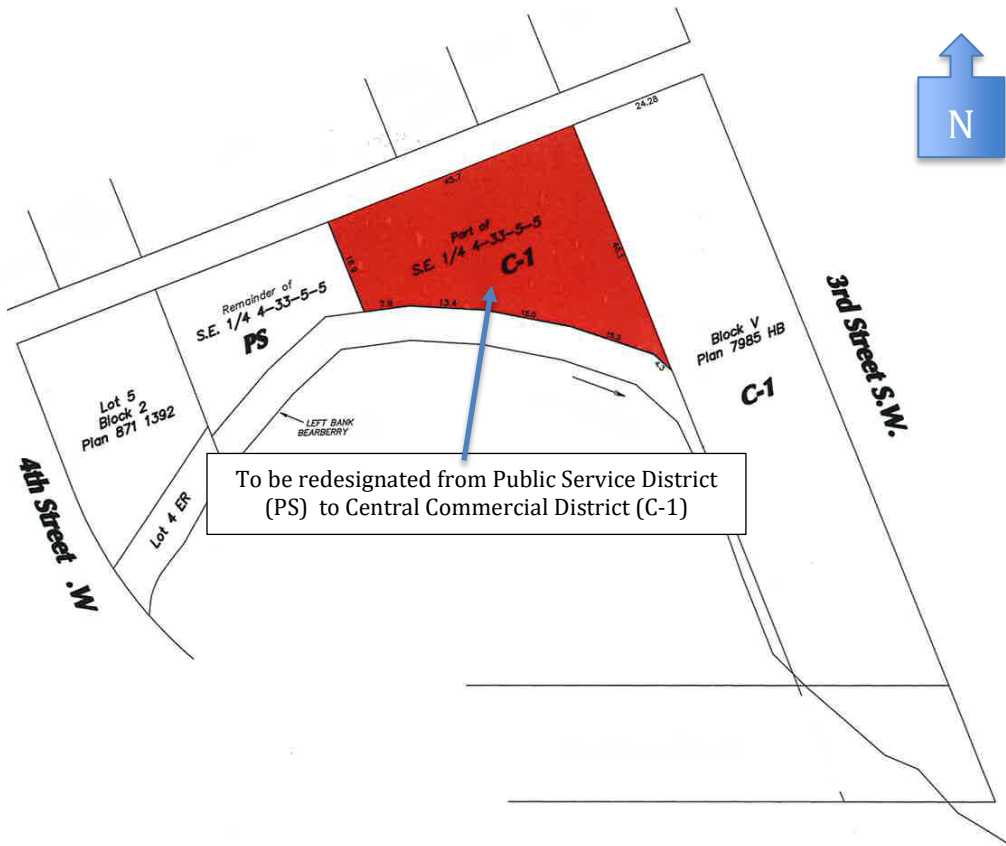 N
24.28
45.7
Part of
S.E. 1/4 4-33-5-5
C-1
Remainder of
S.E. 1/4 4-33-5-5
PS
7.9
13.4
Block V
Plan 7985 HB
C-1
3rd Street S.W.
Lot 5
Block 2
Plan 871 1392
LEFT BANK
BEARBERRY
Lot 4 ER
4th Street .W
To be redesignated from Public Service District
(PS) to Central Commercial District (C-1)